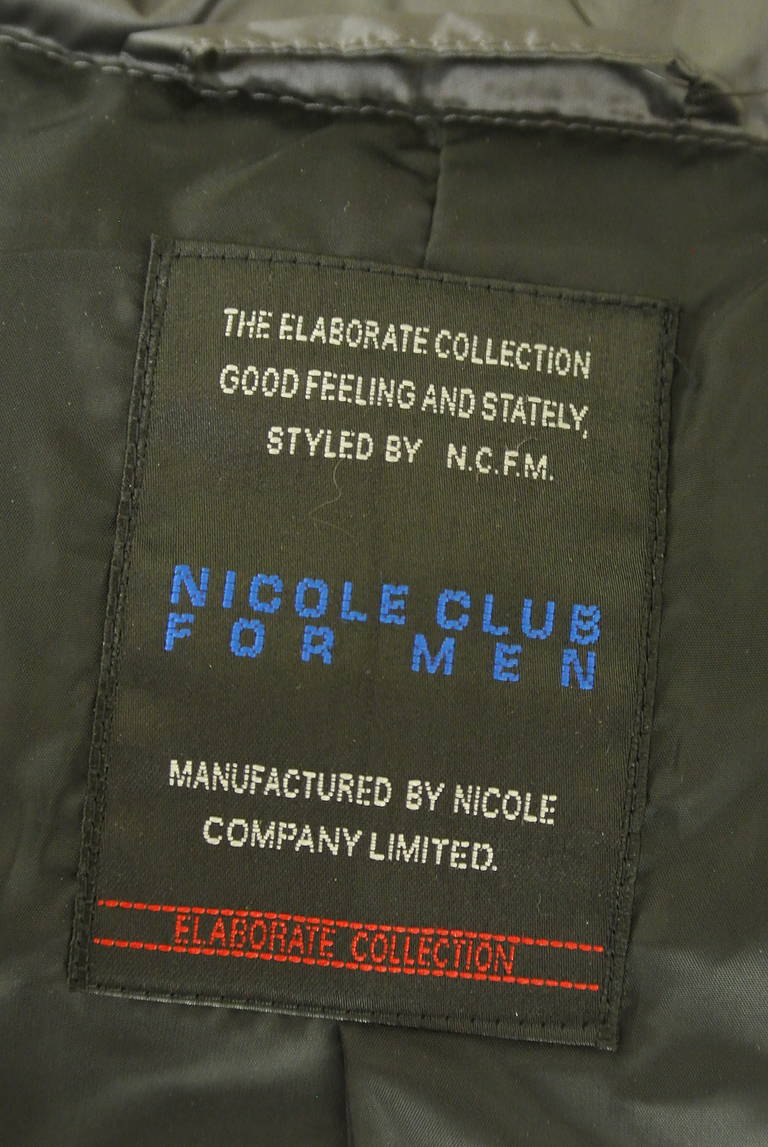 THE ELABORATE COLLECTION
GOOD FEELING AND STATELY,
STYLED BY N.C.F.M.
NICOLE CLUB
FOR MEN
MANUFACTURED BY NICOLE
COMPANY LIMITED.
ELABORATE COLLECTION